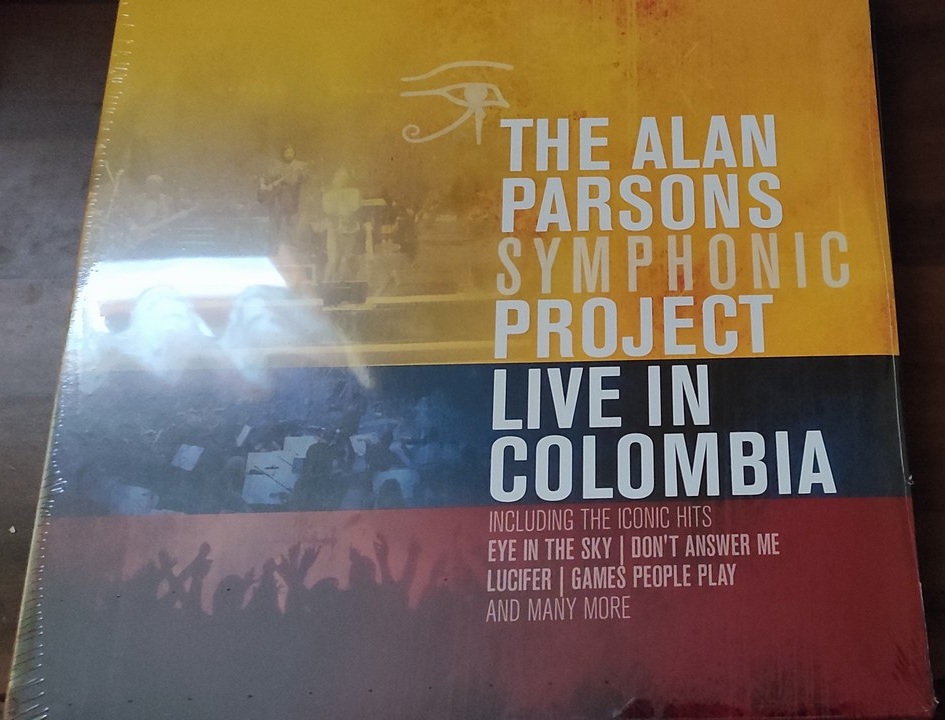 THE ALAN
PARSONS
SYMPHONIC
PROJECT
LIVE IN
COLOMBIA
INCLUDING THE ICONIC HITS
EYE IN THE SKY | DON'T ANSWER ME
LUCIFER | GAMES PEOPLE PLAY
AND MANY MORE